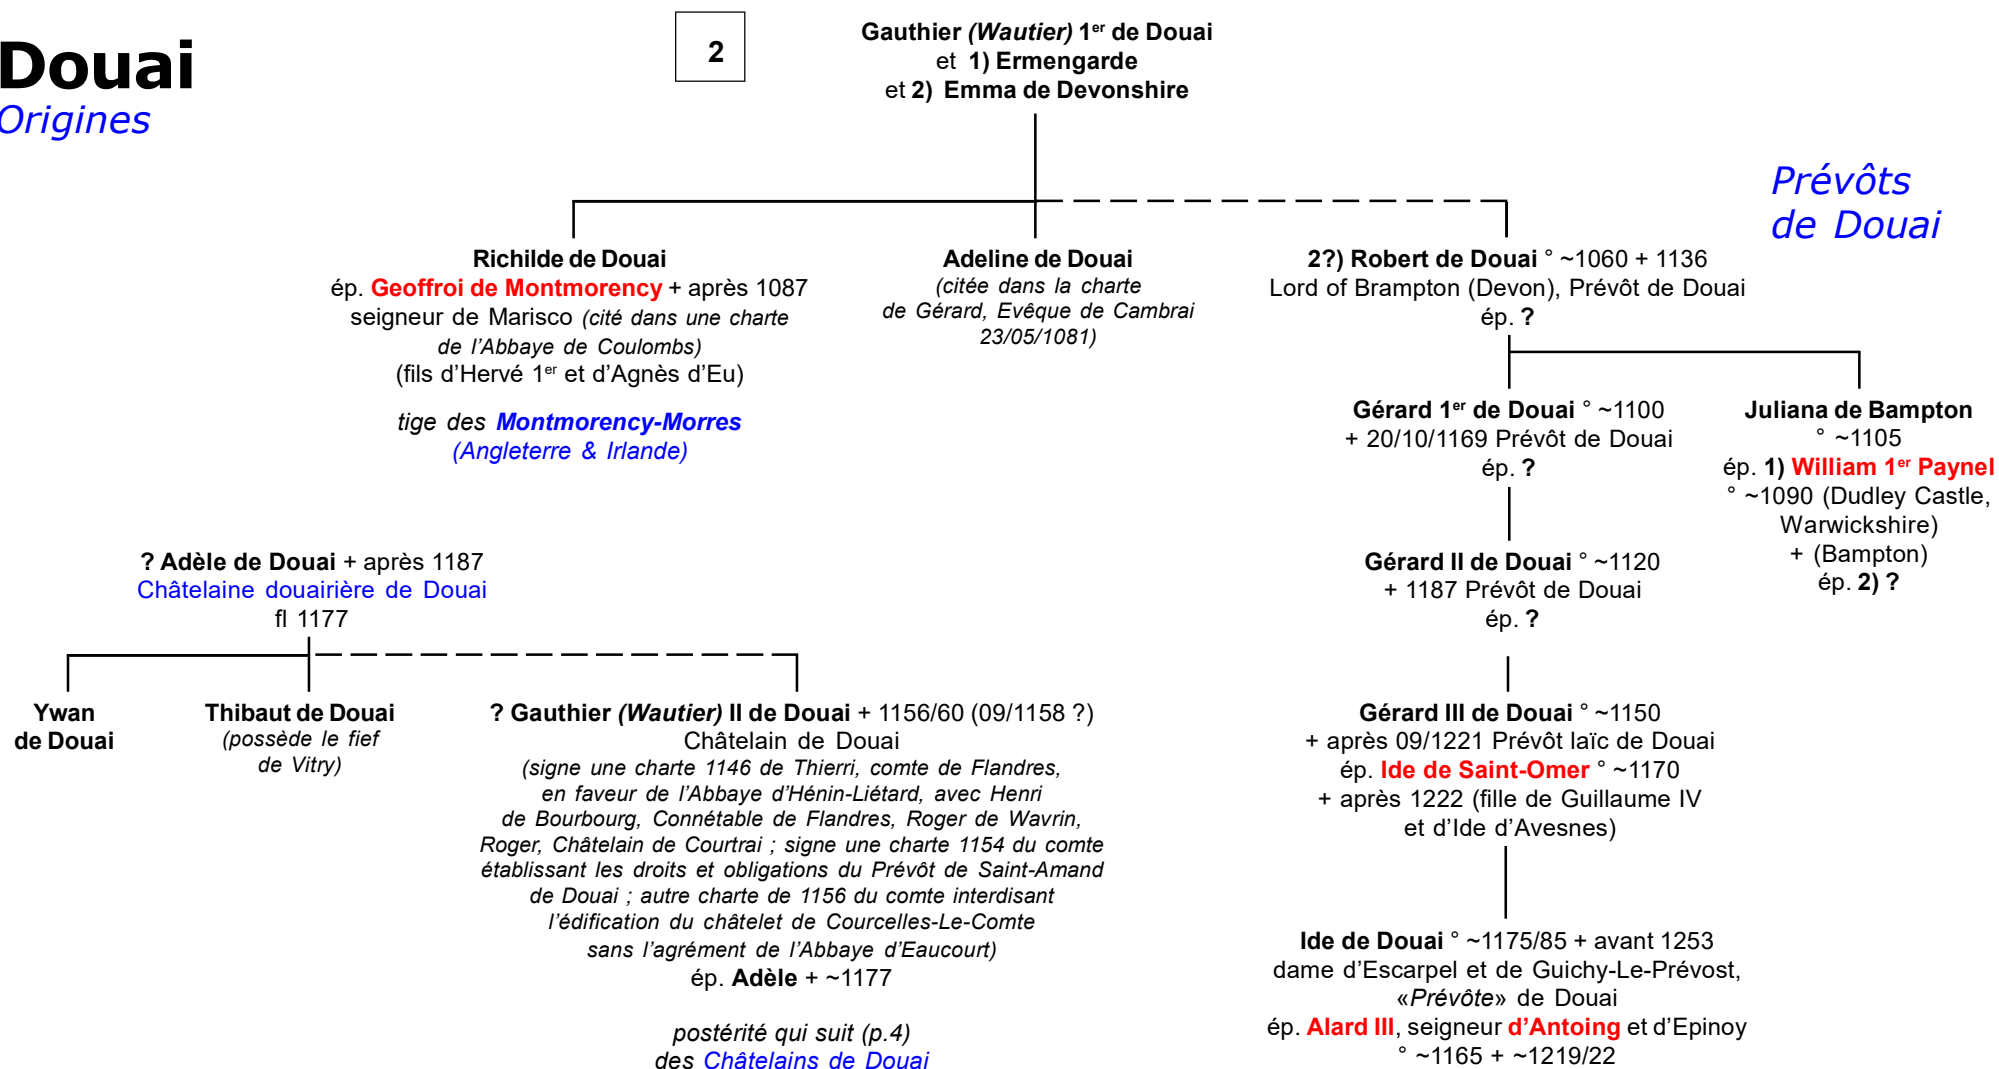 Douai
Origines
2
Gauthier (Wautier) 1er de Douai
et 1) Ermengarde
et 2) Emma de Devonshire
Prévôts
de Douai
Richilde de Douai
ép. Geoffroi de Montmorency + après 1087
seigneur de Marisco (cité dans une charte
de l’Abbaye de Coulombs)
(fils d’Hervé 1er et d’Agnès d’Eu)
tige des Montmorency-Morres
(Angleterre & Irlande)
Adeline de Douai
(citée dans la charte
de Gérard, Evêque de Cambrai
23/05/1081)
2?) Robert de Douai ° ~1060 + 1136
Lord of Brampton (Devon), Prévôt de Douai
ép. ?
Gérard 1er de Douai ° ~1100
+ 20/10/1169 Prévôt de Douai
ép. ?
Juliana de Bampton
° ~1105
ép. 1) William 1er Paynel
° ~1090 (Dudley Castle,
Warwickshire)
+ (Bampton)
ép. 2) ?
? Adèle de Douai + après 1187
Châtelaine douairière de Douai
fl 1177
Gérard II de Douai ° ~1120
+ 1187 Prévôt de Douai
ép. ?
Ywan
de Douai
Thibaut de Douai
(possède le fief
de Vitry)
? Gauthier (Wautier) II de Douai + 1156/60 (09/1158 ?)
Châtelain de Douai
(signe une charte 1146 de Thierri, comte de Flandres,
en faveur de l’Abbaye d’Hénin-Liétard, avec Henri
de Bourbourg, Connétable de Flandres, Roger de Wavrin,
Roger, Châtelain de Courtrai ; signe une charte 1154 du comte
établissant les droits et obligations du Prévôt de Saint-Amand
de Douai ; autre charte de 1156 du comte interdisant
l’édification du châtelet de Courcelles-Le-Comte
sans l’agrément de l’Abbaye d’Eaucourt)
ép. Adèle + ~1177
postérité qui suit (p.4)
des Châtelains de Douai
Gérard III de Douai ° ~1150
+ après 09/1221 Prévôt laïc de Douai
ép. Ide de Saint-Omer ° ~1170
+ après 1222 (fille de Guillaume IV
et d’Ide d’Avesnes)
Ide de Douai ° ~1175/85 + avant 1253
dame d’Escarpel et de Guichy-Le-Prévost,
«Prévôte» de Douai
ép. Alard III, seigneur d’Antoing et d’Epinoy
° ~1165 + ~1219/22